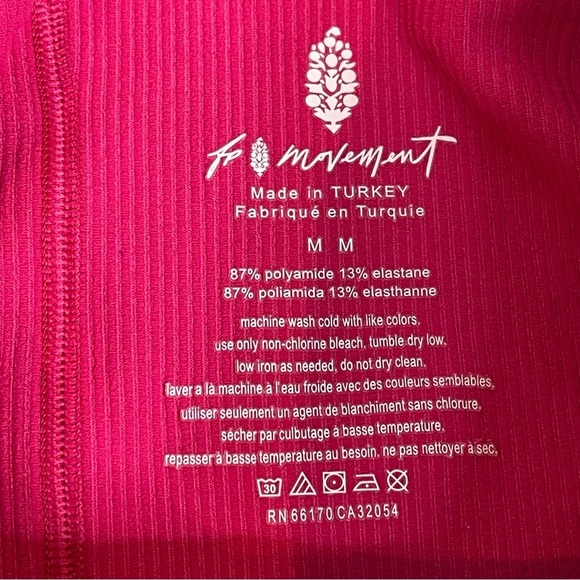 fp movement
Made in TURKEY
Fabriqué en Turquie
M M
87% polyamide 13% elastane
87% poliamida 13% elasthanne
machine wash cold with like colors.
use only non-chlorine bleach, tumble dry low.
low iron as needed, do not dry clean.
laver a là machine à l'eau froide avec des couleurs semblables,
utiliser seulement un agent de blanchiment sans chlorure,
sécher par culbutage à basse temperature,
repasser à basse temperature au besoin, ne pas nettoyer à sec.
30
RN 66170 CA32054